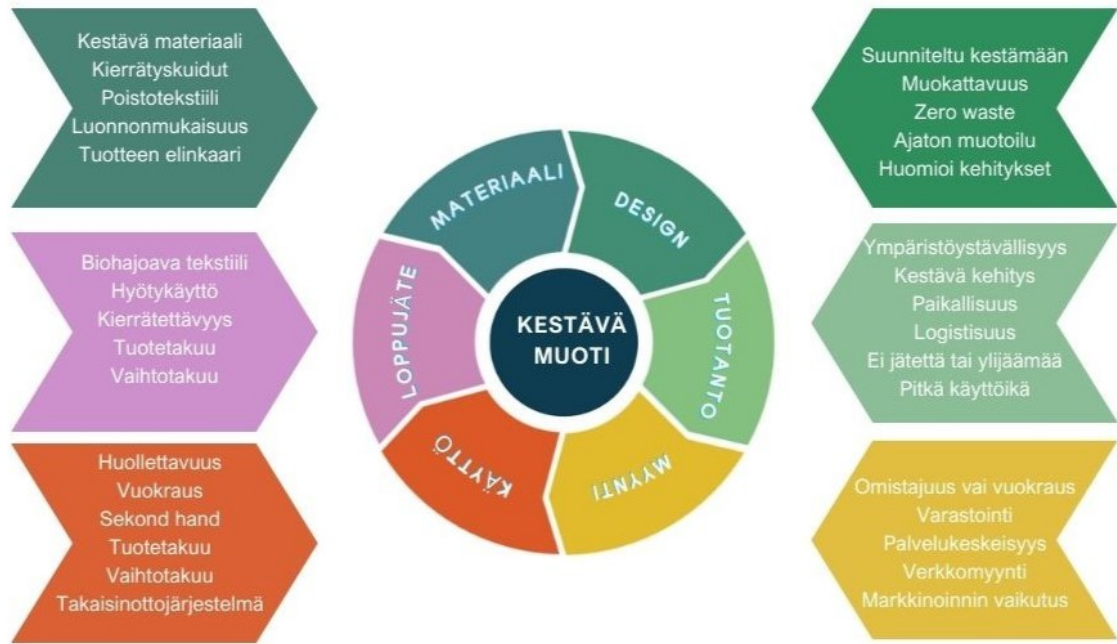 Kestävä materiaali
Kierrätyskuidut
Poistotekstiili
Luonnonmukaisuus
Tuotteen elinkaari
Suunniteltu kestämään
Muokattavuus
Zero waste
Ajaton muotoilu
Huomioi kehitykset
MATERIAALI
DESIGN
TUOTANTO
MYYNTI
KÄYTTÖ
LOPPUJÄTE
KESTÄVÄ
MUOTI
Biohajoava tekstiili
Hyötykäyttö
Kierrätettävyys
Tuotetakuu
Vaihtotakuu
Ympäristöystävällisyys
Kestävä kehitys
Paikallisuus
Logistisuus
Ei jätettä tai ylijäämää
Pitkä käyttöikä
Huollettavuus
Vuokraus
Sekond hand
Tuotetakuu
Vaihtotakuu
Takaisinottojärjestelmä
Omistajuus vai vuokraus
Varastointi
Palvelukeskeisyys
Verkkomyynti
Markkinoinnin vaikutus